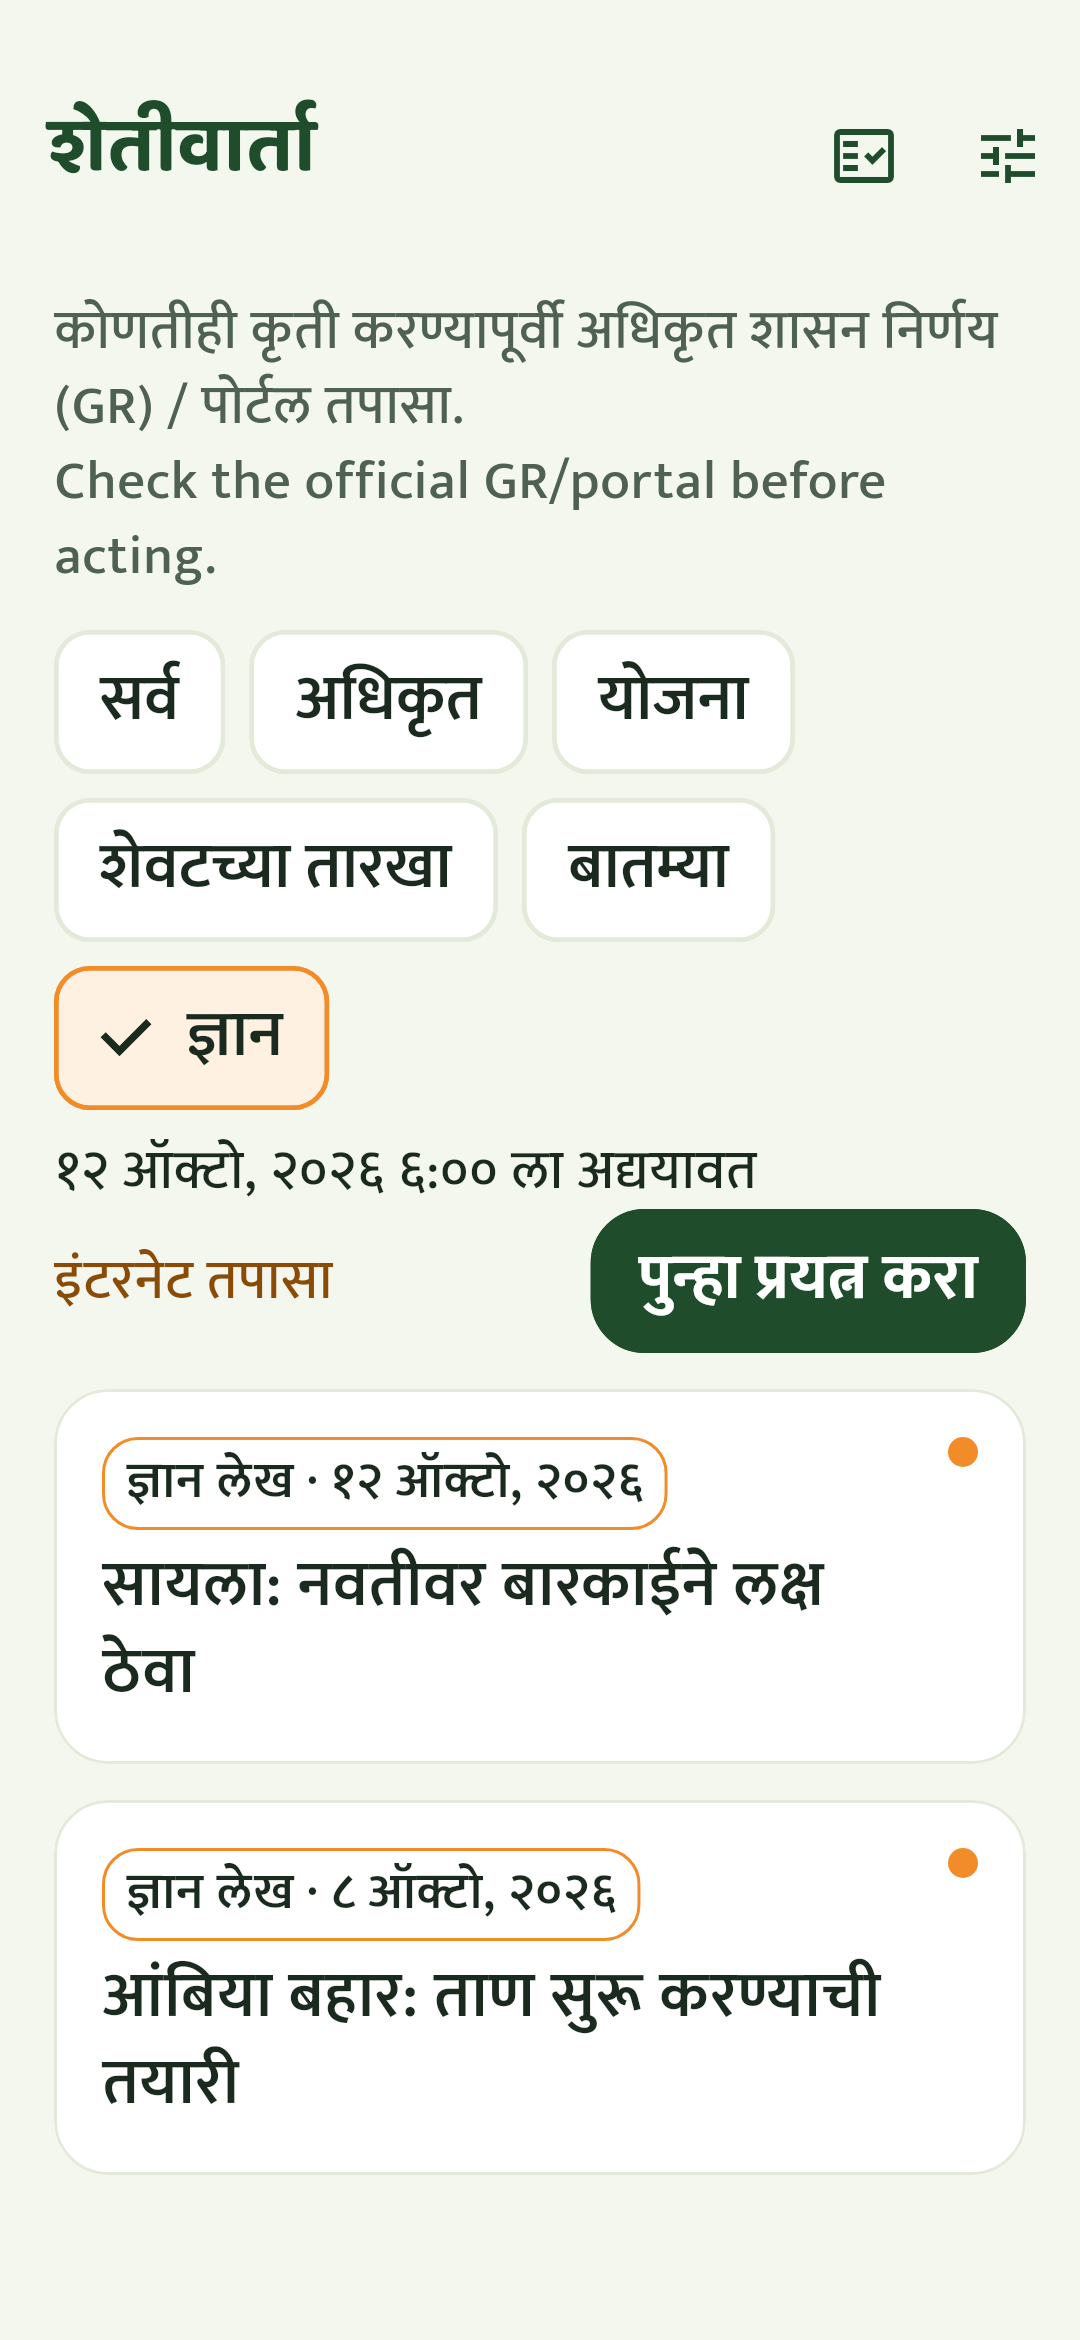 शेतीवार्ता
कोणतीही कृती करण्यापूर्वी अधिकृत शासन निर्णय
(GR) / पोर्टल तपासा.
Check the official GR/portal before
acting.
सर्व
अधिकृत
योजना
शेवटच्या तारखा
बातम्या
ज्ञान
१२ ऑक्टो, २०२६ ६:०० ला अद्ययावत
इंटरनेट तपासा
पुन्हा प्रयत्न करा
ज्ञान लेख · १२ ऑक्टो, २०२६
सायला: नवतीवर बारकाईने लक्ष
ठेवा
ज्ञान लेख · ८ ऑक्टो, २०२६
आंबिया बहार: ताण सुरू करण्याची
तयारी